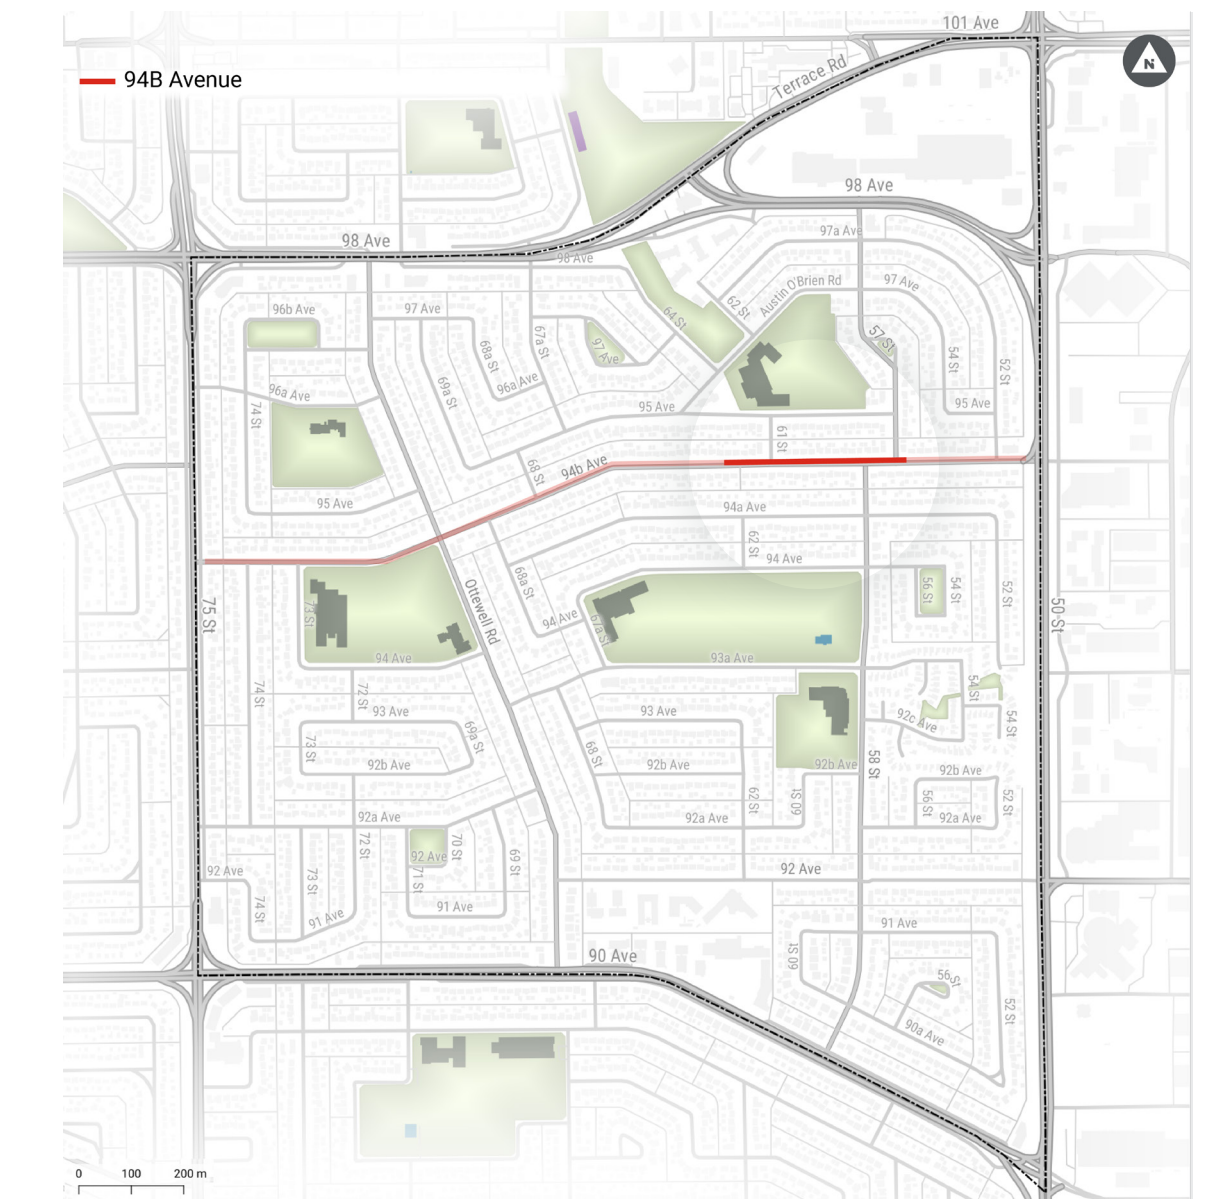 101 Ave
N
94B Avenue
Terrace Rd
98 Ave
98 Ave
97a Ave
98 Ave
97 Ave
Austin O'Brien Rd
62 St
96b Ave
97 Ave
64 St
67a St
57 St
68a St
97 Ave
54 St
52 St
96a Ave
69a St
96a Ave
74 St
95 Ave
95 Ave
61 St
94b Ave
68 St
95 Ave
94a Ave
62 St
94 Ave
68a St
56 St
54 St
52 St
75 St
73 St
Ottewell Rd
94 Ave
67a St
50 St
94 Ave
93a Ave
74 St
72 St
54 St
93 Ave
93 Ave
92c Ave
54 St
69a St
73 St
68 St
92b Ave
92b Ave
92b Ave
58 St
92b Ave
62 St
60 St
56 St
52 St
92a Ave
92a Ave
92a Ave
72 St
70 St
92 Ave
69 St
92 Ave
92 Ave
73 St
71 St
74 St
91 Ave
91 Ave
91 Ave
90 Ave
60 St
56 St
52 St
90a Ave
0 100 200 m